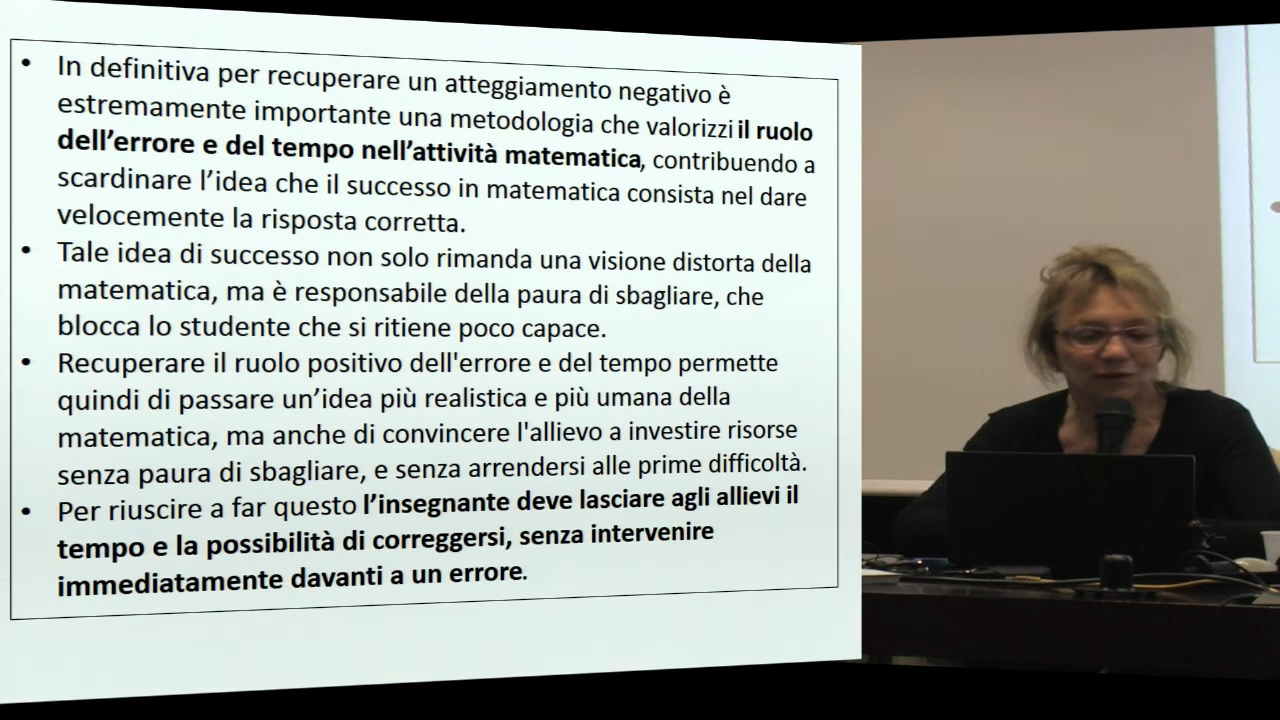 • In definitiva per recuperare un atteggiamento negativo è
estremamente importante una metodologia che valorizzi il ruolo
dell’errore e del tempo nell’attività matematica, contribuendo a
scardinare l’idea che il successo in matematica consista nel dare
velocemente la risposta corretta.
• Tale idea di successo non solo rimanda una visione distorta della
matematica, ma è responsabile della paura di sbagliare, che
blocca lo studente che si ritiene poco capace.
• Recuperare il ruolo positivo dell'errore e del tempo permette
quindi di passare un’idea più realistica e più umana della
matematica, ma anche di convincere l'allievo a investire risorse
senza paura di sbagliare, e senza arrendersi alle prime difficoltà.
• Per riuscire a far questo l’insegnante deve lasciare agli allievi il
tempo e la possibilità di correggersi, senza intervenire
immediatamente davanti a un errore.